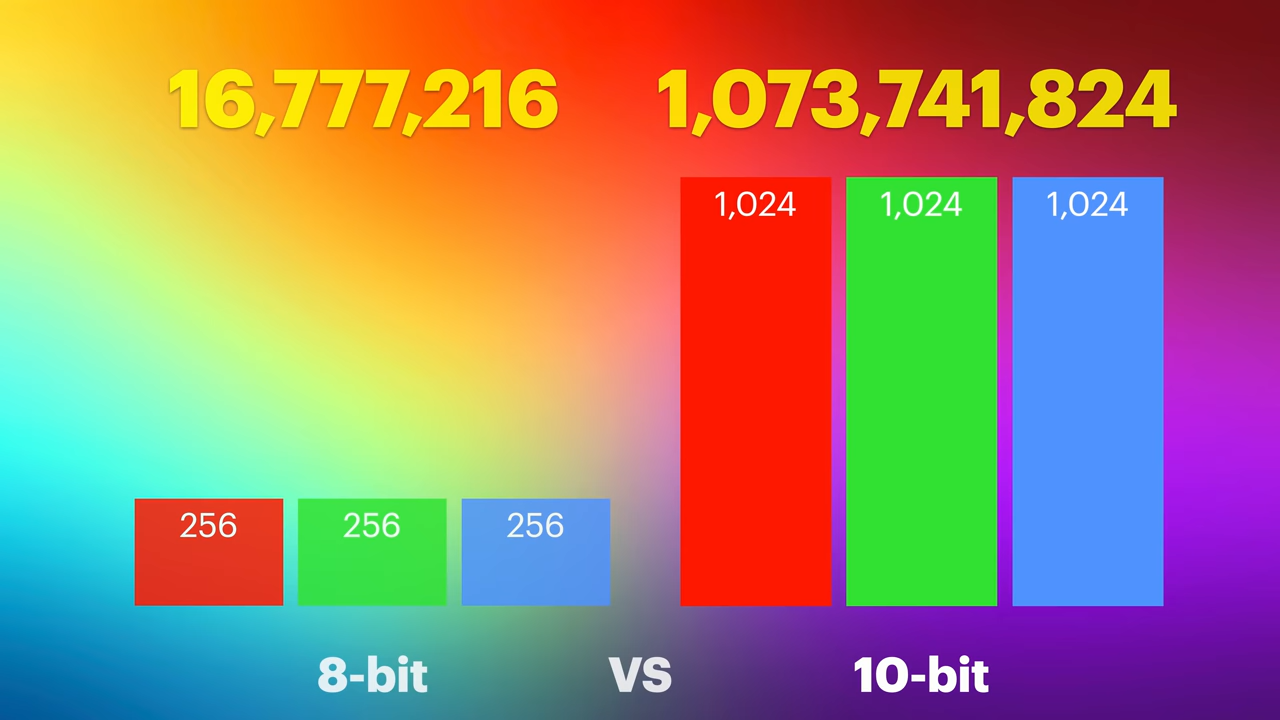 16,777,216 1,073,741,824
1,024 1,024 1,024
256 256 256
8-bit VS 10-bit